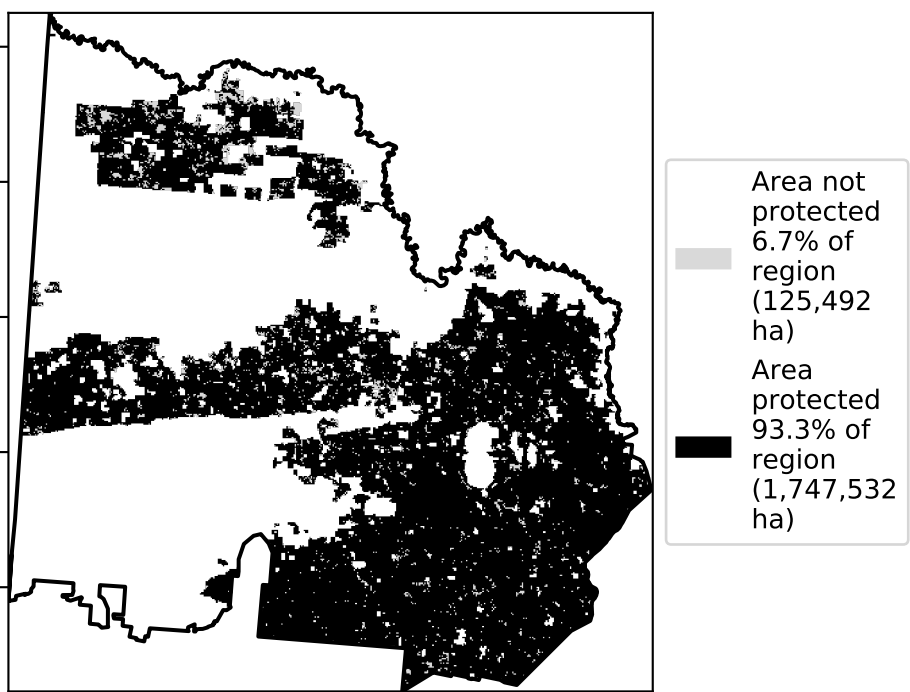 Area not
protected
6.7% of
region
(125,492
ha)
Area
protected
93.3% of
region
(1,747,532
ha)